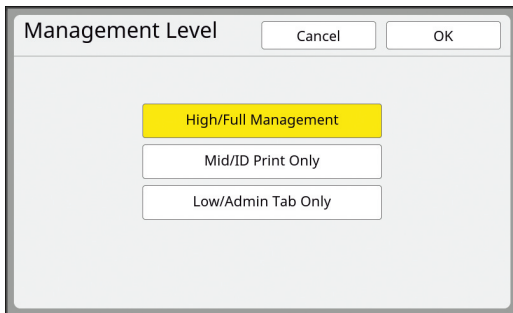 Management Level
Cancel
OK
High/Full Management
Mid/ID Print Only
Low/Admin Tab Only